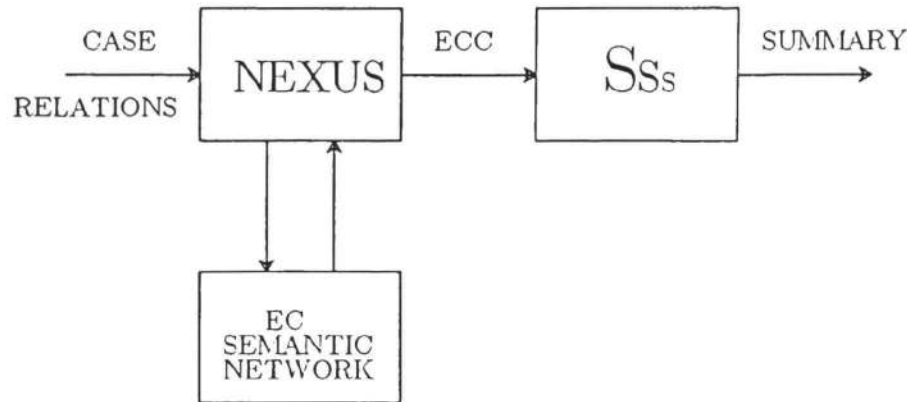 CASE
RELATIONS
NEXUS
ECC
SSs
SUMMARY
EC
SEMANTIC
NETWORK